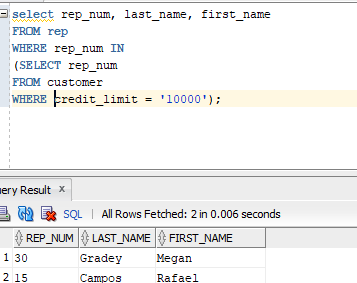 select rep_num, last_name, first_name
FROM rep
WHERE rep_num IN
(SELECT rep_num
FROM customer
WHERE credit_limit = '10000');
uery Result x
SQL | All Rows Fetched: 2 in 0.006 seconds
REP_NUM LAST_NAME FIRST_NAME
1 30 Gradey Megan
2 15 Campos Rafael